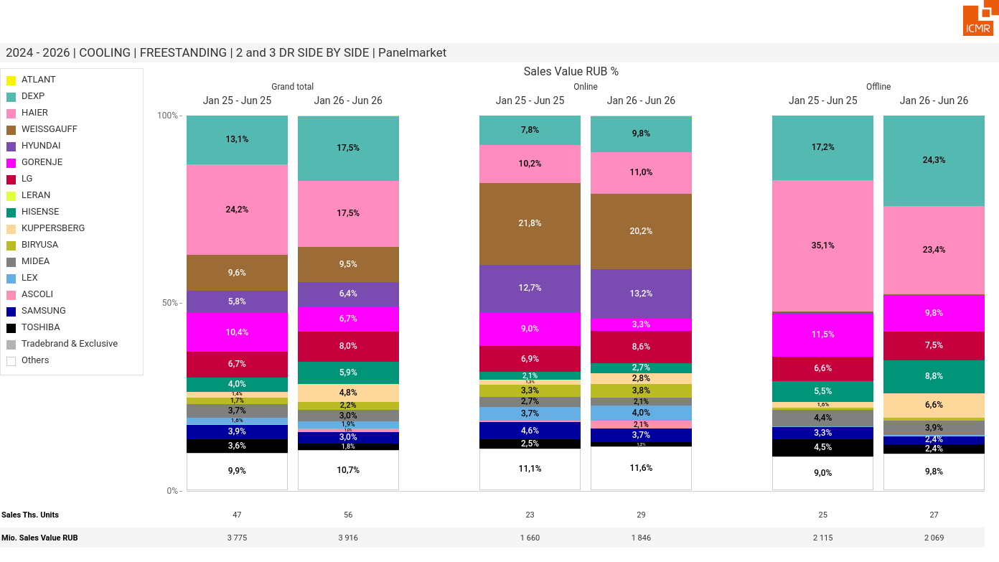 ICMR
2024 - 2026 | COOLING | FREESTANDING | 2 and 3 DR SIDE BY SIDE | Panelmarket
ATLANT
DEXP
HAIER
WEISSGAUFF
HYUNDAI
GORENJE
LG
LERAN
HISENSE
KUPPERSBERG
BIRYUSA
MIDEA
LEX
ASCOLI
SAMSUNG
TOSHIBA
Tradebrand & Exclusive
Others
Sales Value RUB %
Grand total
Jan 25 - Jun 25 Jan 26 - Jun 26
Online
Jan 25 - Jun 25 Jan 26 - Jun 26
Offline
Jan 25 - Jun 25 Jan 26 - Jun 26
100%
50%
0%
13,1%
24,2%
9,6%
5,8%
10,4%
6,7%
4,0%
1,4%
1,7%
3,7%
1,6%
3,9%
3,6%
9,9%
17,5%
17,5%
9,5%
6,4%
6,7%
8,0%
5,9%
4,8%
2,2%
3,0%
1,9%
1,0%
3,0%
1,8%
10,7%
7,8%
10,2%
21,8%
12,7%
9,0%
6,9%
2,1%
1,3%
3,3%
2,7%
3,7%
4,6%
2,5%
11,1%
9,8%
11,0%
20,2%
13,2%
3,3%
8,6%
2,7%
2,8%
3,8%
2,1%
4,0%
2,1%
3,7%
1,2%
11,6%
17,2%
35,1%
11,5%
6,6%
5,5%
1,6%
4,4%
3,3%
4,5%
9,0%
24,3%
23,4%
9,8%
7,5%
8,8%
6,6%
3,9%
2,4%
2,4%
9,8%
Sales Ths. Units 47 56 23 29 25 27
Mio. Sales Value RUB 3 775 3 916 1 660 1 846 2 115 2 069